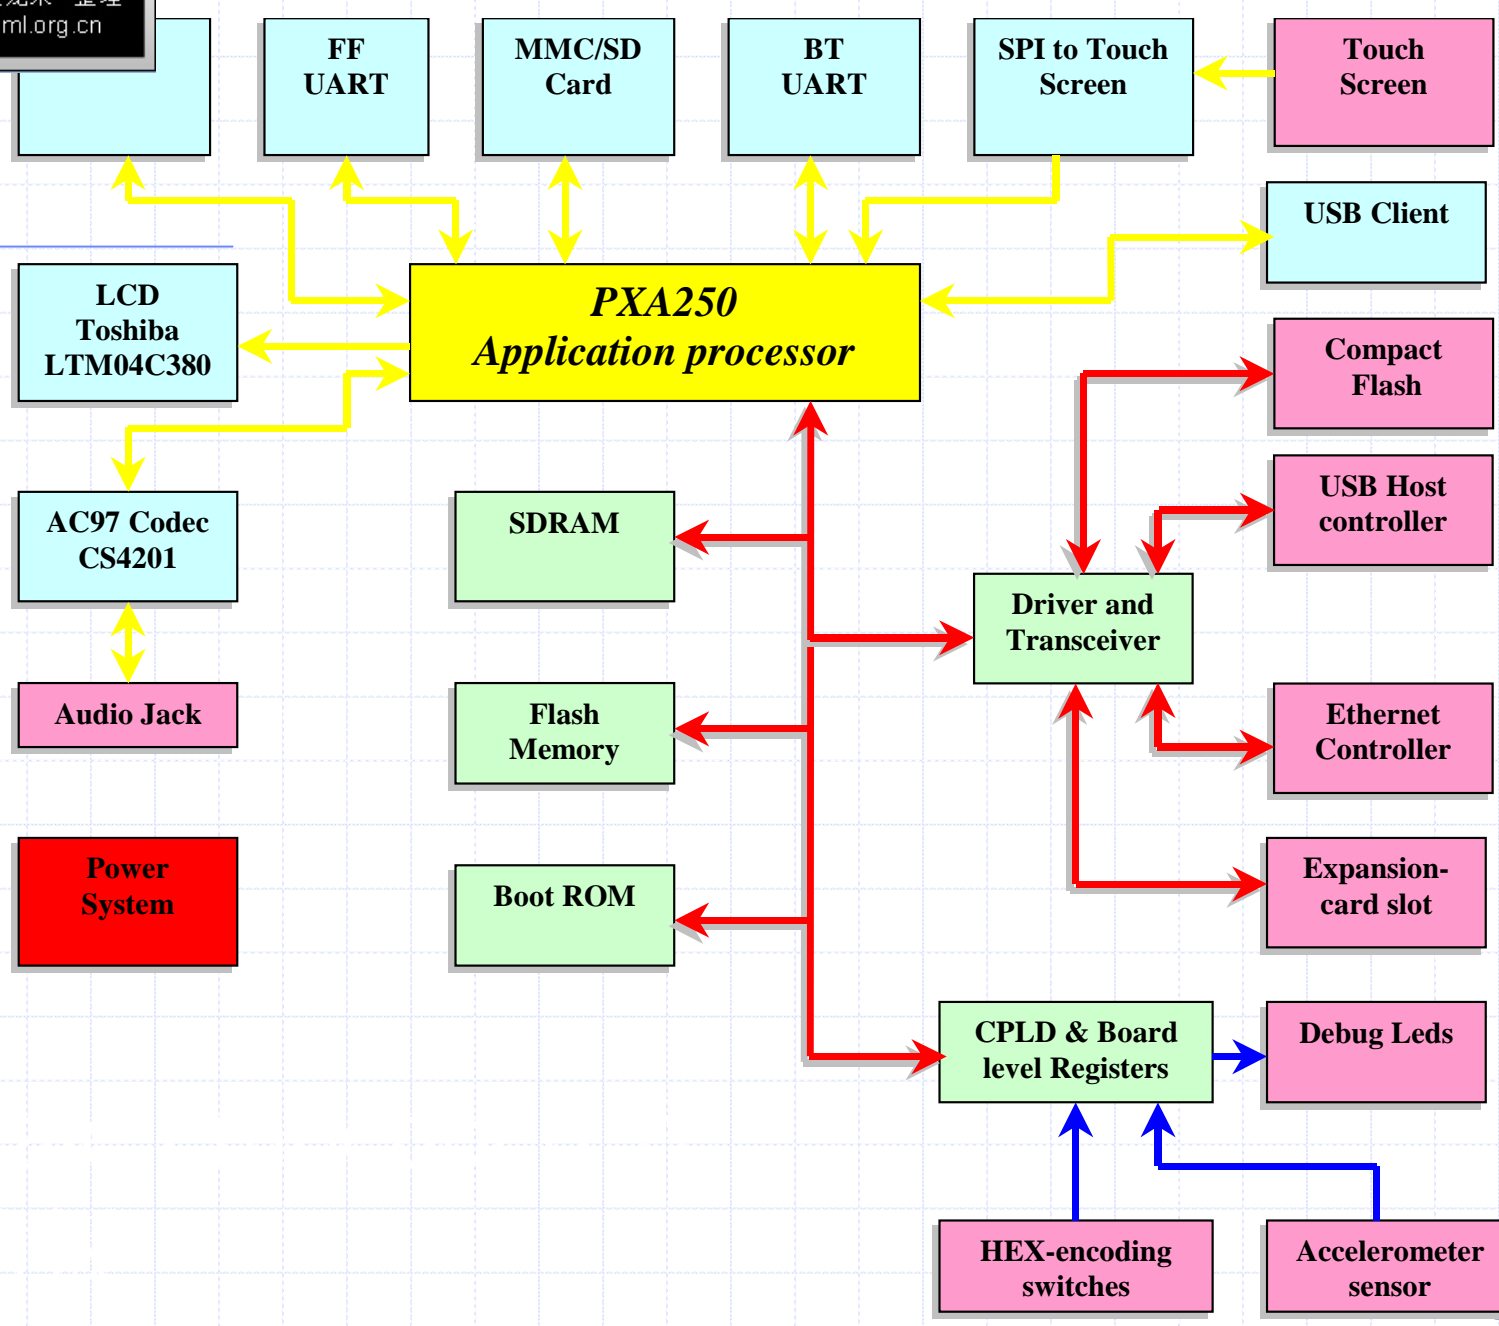 ml.org.cn
FF
UART
MMC/SD
Card
BT
UART
SPI to Touch
Screen
Touch
Screen
USB Client
LCD
Toshiba
LTM04C380
PXA250
Application processor
Compact
Flash
AC97 Codec
CS4201
SDRAM
USB Host
controller
Driver and
Transceiver
Audio Jack
Flash
Memory
Ethernet
Controller
Power
System
Boot ROM
Expansion-
card slot
CPLD & Board
level Registers
Debug Leds
HEX-encoding
switches
Accelerometer
sensor